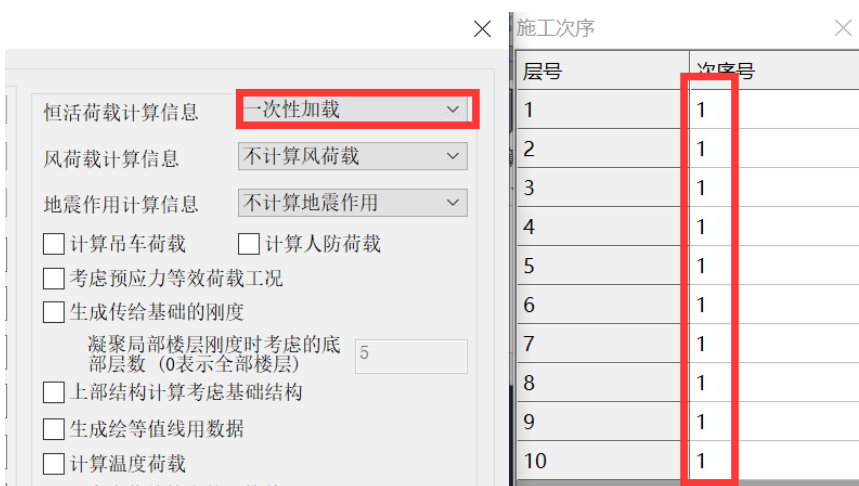 恒活荷载计算信息 一次性加载
风荷载计算信息 不计算风荷载
地震作用计算信息 不计算地震作用
计算吊车荷载 计算人防荷载
考虑预应力等效荷载工况
生成传给基础的刚度
凝聚局部楼层刚度时考虑的底
部层数（0表示全部楼层） 5
上部结构计算考虑基础结构
生成绘等值线用数据
计算温度荷载
施工次序
层号 次序号
1 1
2 1
3 1
4 1
5 1
6 1
7 1
8 1
9 1
10 1